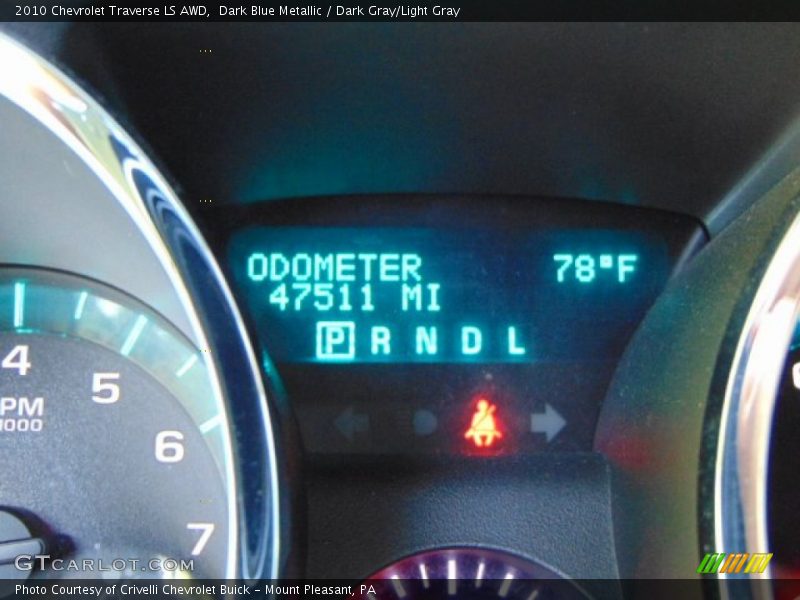 2010 Chevrolet Traverse LS AWD,  Dark Blue Metallic / Dark Gray/Light Gray
ODOMETER 78°F
47511 MI
P R N D L
4
5
6
7
PM
1000
GTCARLOT.COM
Photo Courtesy of Crivelli Chevrolet Buick - Mount Pleasant, PA